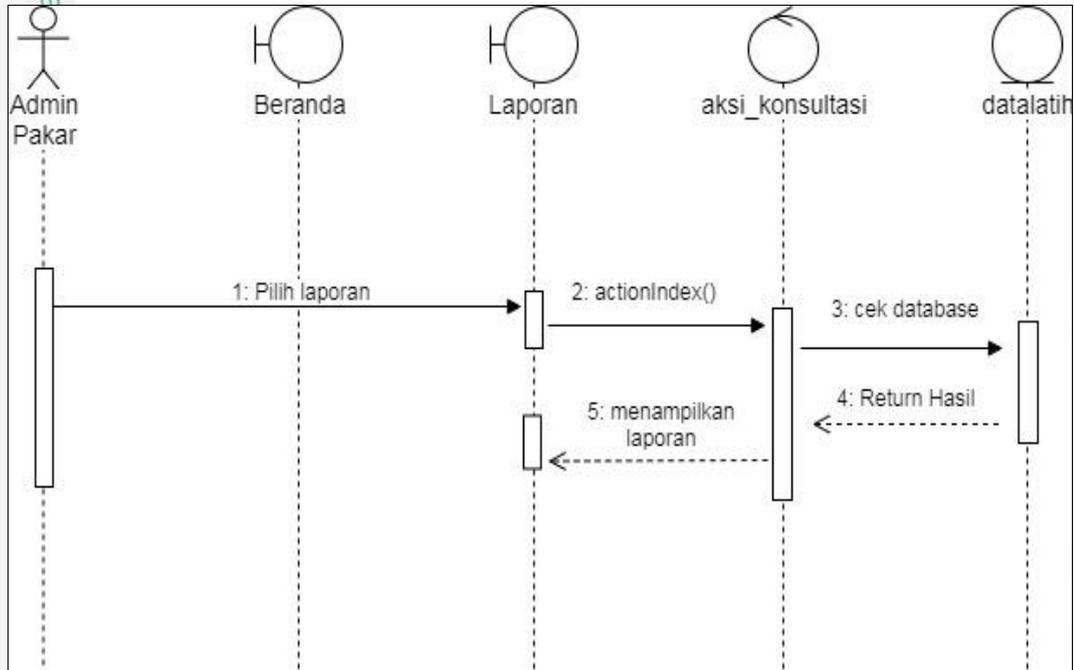 Admin
Pakar
Beranda
Laporan
aksi_konsultasi
datalatih
1: Pilih laporan
2: actionIndex()
3: cek database
4: Return Hasil
5: menampilkan
laporan